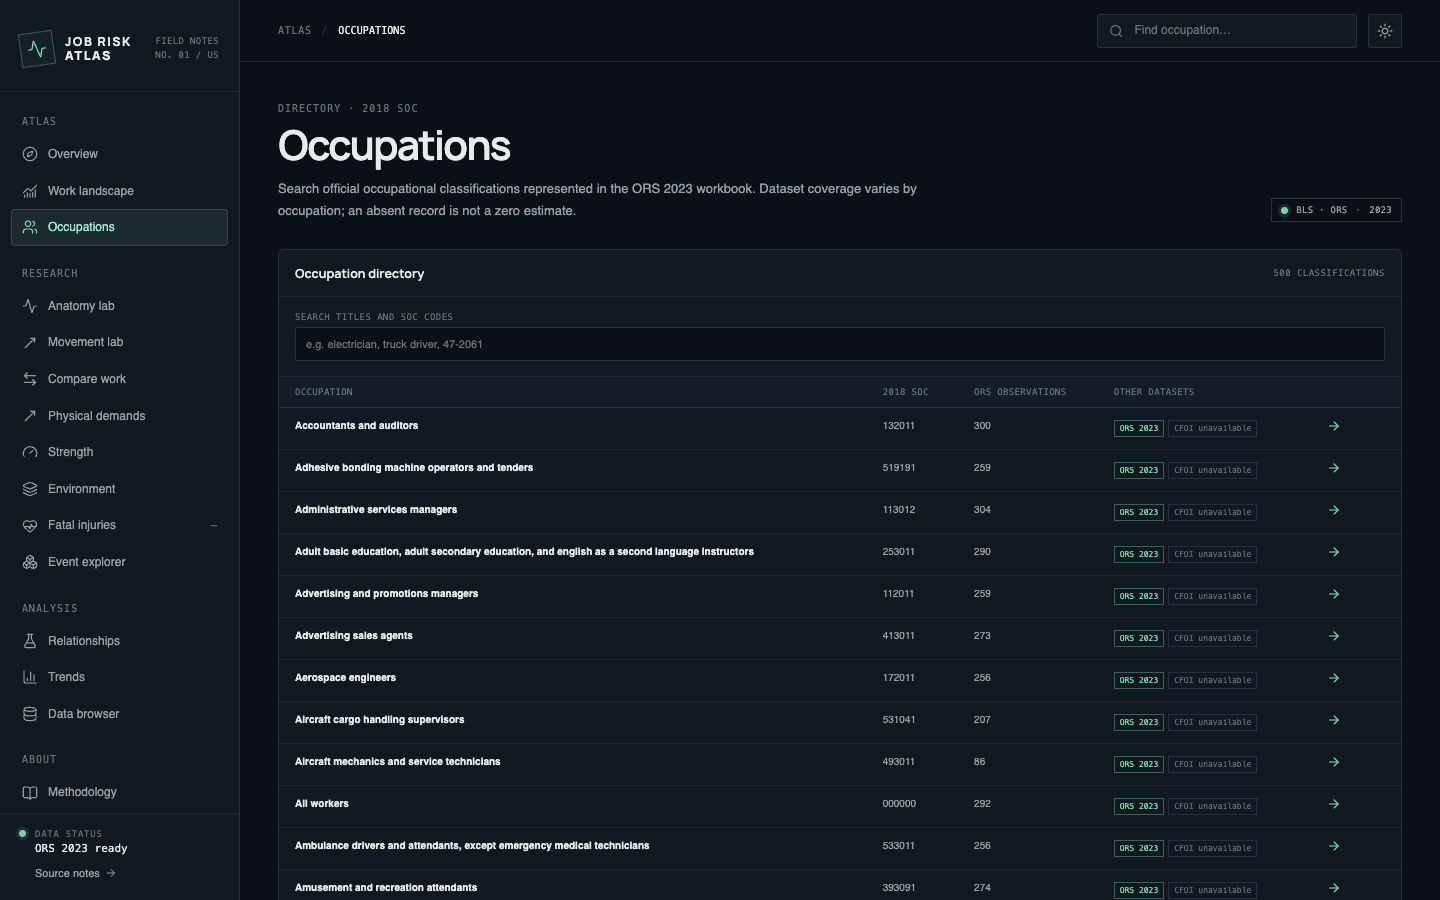 JOB RISK
ATLAS
FIELD NOTES
NO. 01 / US
ATLAS
Overview
Work landscape
Occupations
RESEARCH
Anatomy lab
Movement lab
Compare work
Physical demands
Strength
Environment
Fatal injuries —
Event explorer
ANALYSIS
Relationships
Trends
Data browser
ABOUT
Methodology
DATA STATUS
ORS 2023 ready
Source notes →
ATLAS / OCCUPATIONS
Find occupation...
DIRECTORY · 2018 SOC
Occupations
Search official occupational classifications represented in the ORS 2023 workbook. Dataset coverage varies by
occupation; an absent record is not a zero estimate.
BLS · ORS · 2023
Occupation directory
500 CLASSIFICATIONS
SEARCH TITLES AND SOC CODES
e.g. electrician, truck driver, 47-2061
OCCUPATION 2018 SOC ORS OBSERVATIONS OTHER DATASETS
Accountants and auditors 132011 300 ORS 2023 CFOI unavailable →
Adhesive bonding machine operators and tenders 519191 259 ORS 2023 CFOI unavailable →
Administrative services managers 113012 304 ORS 2023 CFOI unavailable →
Adult basic education, adult secondary education, and english as a second language instructors 253011 290 ORS 2023 CFOI unavailable →
Advertising and promotions managers 112011 259 ORS 2023 CFOI unavailable →
Advertising sales agents 413011 273 ORS 2023 CFOI unavailable →
Aerospace engineers 172011 256 ORS 2023 CFOI unavailable →
Aircraft cargo handling supervisors 531041 207 ORS 2023 CFOI unavailable →
Aircraft mechanics and service technicians 493011 86 ORS 2023 CFOI unavailable →
All workers 000000 292 ORS 2023 CFOI unavailable →
Ambulance drivers and attendants, except emergency medical technicians 533011 256 ORS 2023 CFOI unavailable →
Amusement and recreation attendants 393091 274 ORS 2023 CFOI unavailable →